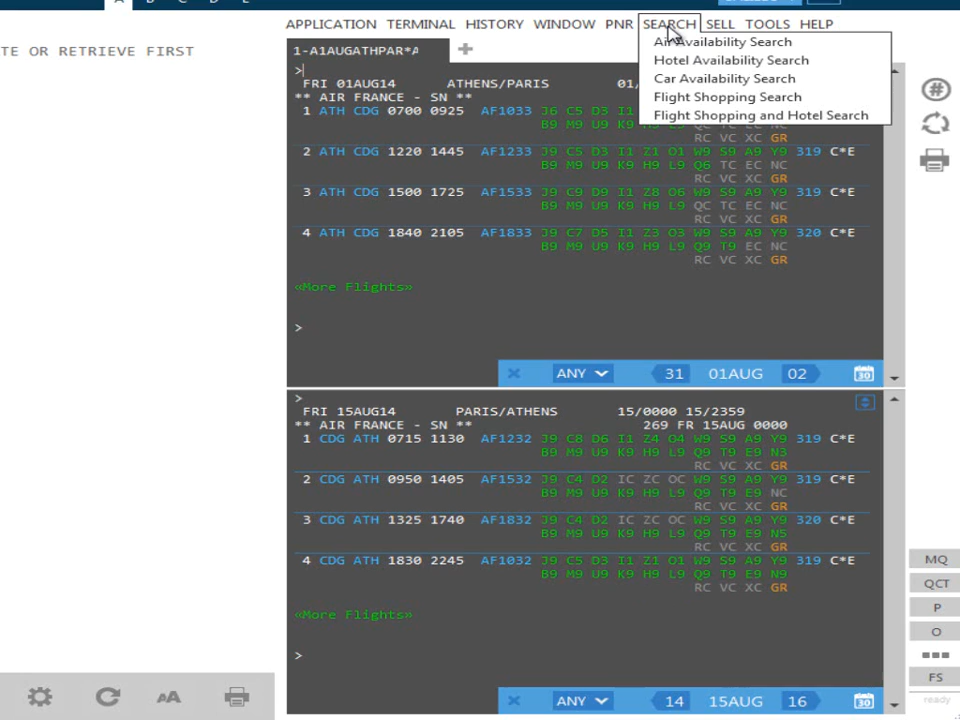 APPLICATION TERMINAL HISTORY WINDOW PNR SEARCH SELL TOOLS HELP
TE OR RETRIEVE FIRST
Air Availability Search
Hotel Availability Search
Car Availability Search
Flight Shopping Search
Flight Shopping and Hotel Search
1-A1AUGATHPAR*A
>
FRI 01AUG14 ATHENS/PARIS 01/
** AIR FRANCE - SN **
1 ATH CDG 0700 0925 AF1033 J6 C5 D3 I1
B9 M9 U9 K9
RC VC XC GR
2 ATH CDG 1220 1445 AF1233 J9 C5 D3 I1 Z1 O1 W9 S9 A9 Y9 319 C*E
B9 M9 U9 K9 H9 L9 Q6 TC EC NC
RC VC XC GR
3 ATH CDG 1500 1725 AF1533 J9 C9 D9 I1 Z8 O6 W9 S9 A9 Y9 319 C*E
B9 M9 U9 K9 H9 L9 QC TC EC NC
RC VC XC GR
4 ATH CDG 1840 2105 AF1833 J9 C7 D5 I1 Z3 O3 W9 S9 A9 Y9 320 C*E
B9 M9 U9 K9 H9 L9 Q9 T9 EC NC
RC VC XC GR
«More Flights»
>
ANY 31 01AUG 02 30
>
FRI 15AUG14 PARIS/ATHENS 15/0000 15/2359
** AIR FRANCE - SN ** 269 FR 15AUG 0000
1 CDG ATH 0715 1130 AF1232 J9 C8 D6 I1 Z4 O4 W9 S9 A9 Y9 319 C*E
B9 M9 U9 K9 H9 L9 Q9 T9 E9 N3
RC VC XC GR
2 CDG ATH 0950 1405 AF1532 J9 C4 D2 IC ZC OC W9 S9 A9 Y9 319 C*E
B9 M9 U9 K9 H9 L9 Q9 T9 E9 NC
RC VC XC GR
3 CDG ATH 1325 1740 AF1832 J9 C4 D2 IC ZC OC W9 S9 A9 Y9 320 C*E
B9 M9 U9 K9 H9 L9 Q9 T9 E9 N5
RC VC XC GR
4 CDG ATH 1830 2245 AF1032 J9 C5 D3 I1 Z1 O1 W9 S9 A9 Y9 319 C*E
B9 M9 U9 K9 H9 L9 Q9 T9 E9 N9
RC VC XC GR
«More Flights»
>
ANY 14 15AUG 16 30
MQ
QCT
P
O
FS
ready
AA